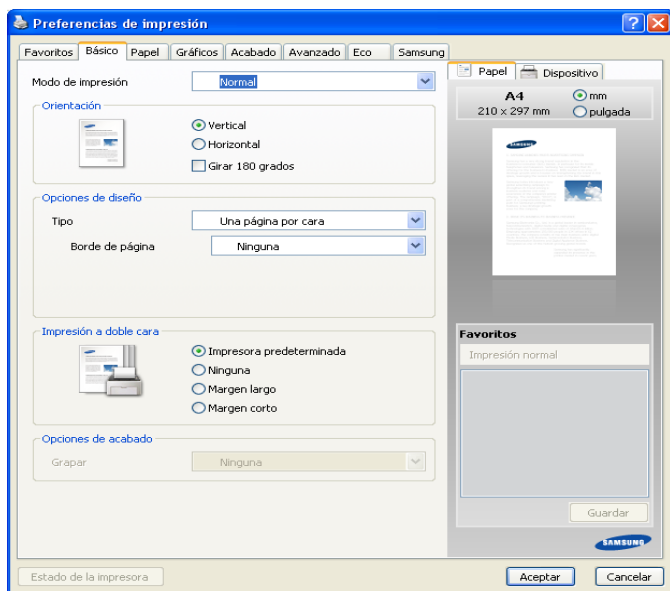 Preferencias de impresión
Favoritos Básico Papel Gráficos Acabado Avanzado Eco Samsung
Modo de impresión Normal
Orientación
Vertical
Horizontal
Girar 180 grados
Opciones de diseño
Tipo Una página por cara
Borde de página Ninguna
Impresión a doble cara
Impresora predeterminada
Ninguna
Margen largo
Margen corto
Opciones de acabado
Grapar Ninguna
Papel Dispositivo
A4 mm
210 x 297 mm pulgada
SAMSUNG
Favoritos
Impresión normal
Guardar
SAMSUNG
Estado de la impresora Aceptar Cancelar